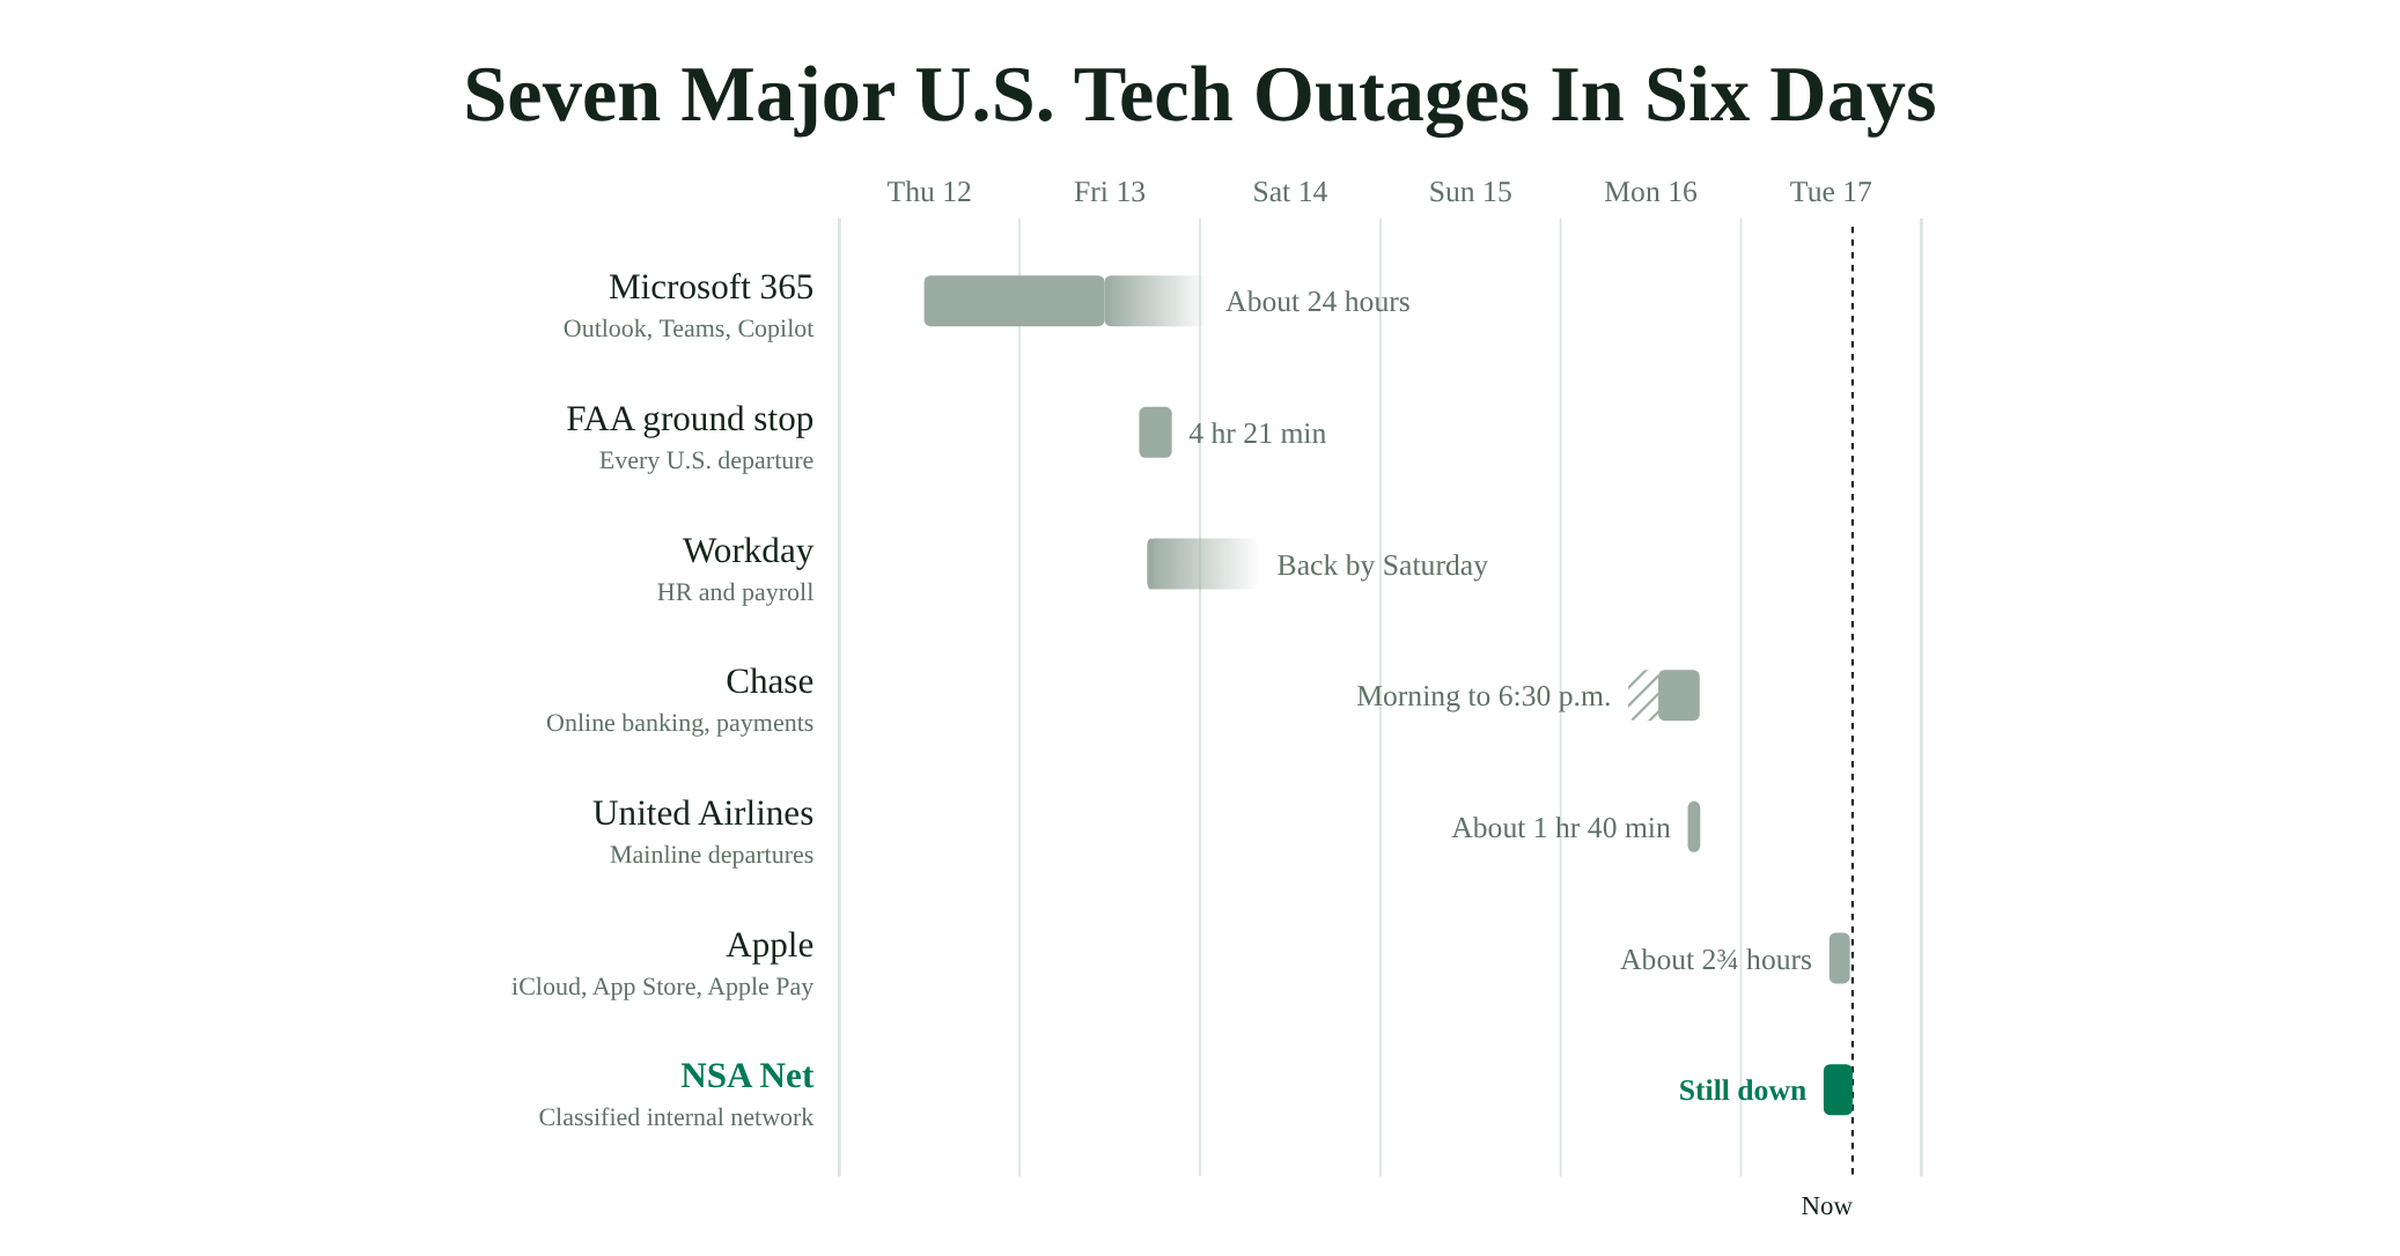 Seven Major U.S. Tech Outages In Six Days
Thu 12 Fri 13 Sat 14 Sun 15 Mon 16 Tue 17
Microsoft 365
Outlook, Teams, Copilot
About 24 hours
FAA ground stop
Every U.S. departure
4 hr 21 min
Workday
HR and payroll
Back by Saturday
Chase
Online banking, payments
Morning to 6:30 p.m.
United Airlines
Mainline departures
About 1 hr 40 min
Apple
iCloud, App Store, Apple Pay
About 2¾ hours
NSA Net
Classified internal network
Still down
Now